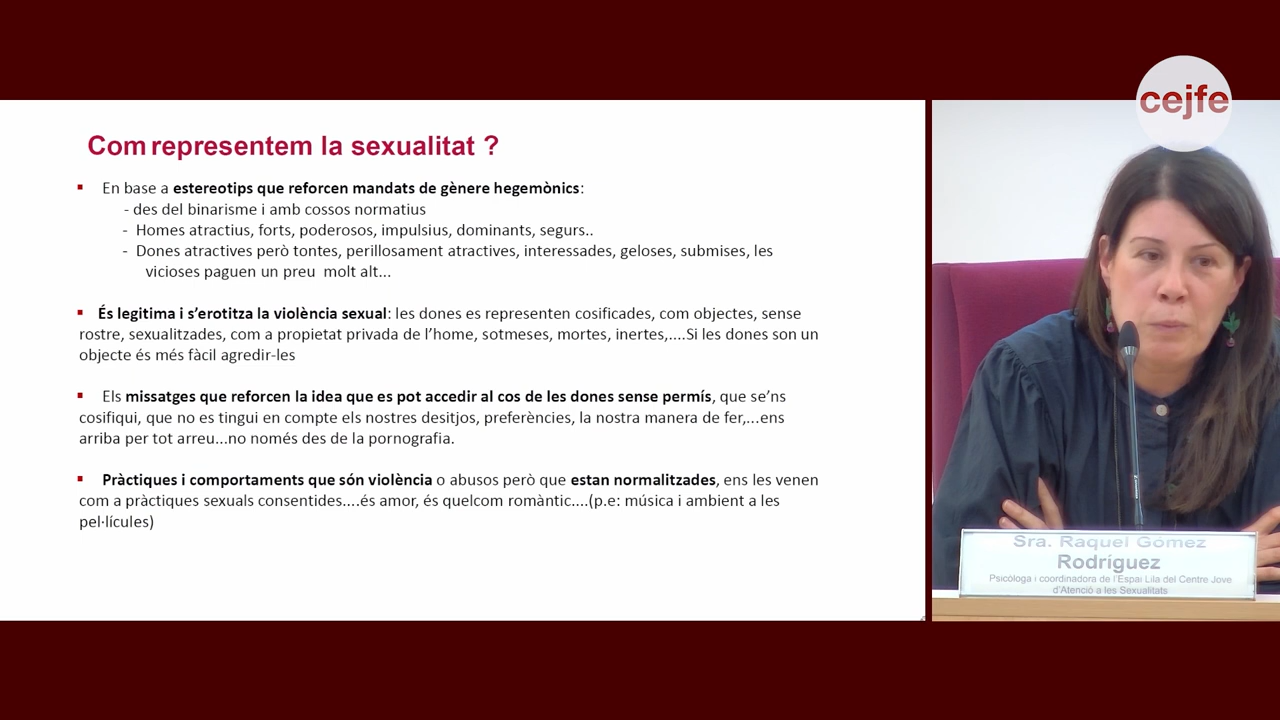 cejfe
Com representem la sexualitat ?
▪ En base a estereotips que reforcen mandats de gènere hegemònics:
- des del binarisme i amb cossos normatius
- Homes atractius, forts, poderosos, impulsius, dominants, segurs..
- Dones atractives però tontes, perillosament atractives, interessades, geloses, submises, les
vicioses paguen un preu molt alt...
▪ És legitima i s’erotitza la violència sexual: les dones es representen cosificades, com objectes, sense
rostre, sexualitzades, com a propietat privada de l’home, sotmeses, mortes, inertes,....Si les dones son un
objecte és més fàcil agredir-les
▪ Els missatges que reforcen la idea que es pot accedir al cos de les dones sense permís, que se’ns
cosifiqui, que no es tingui en compte els nostres desitjos, preferències, la nostra manera de fer,...ens
arriba per tot arreu...no només des de la pornografia.
▪ Pràctiques i comportaments que són violència o abusos però que estan normalitzades, ens les venen
com a pràctiques sexuals consentides....és amor, és quelcom romàntic....(p.e: música i ambient a les
pel·lícules)
Sra. Raquel Gómez
Rodríguez
Psicòloga i coordinadora de l’Espai Lila del Centre Jove
d’Atenció a les Sexualitats